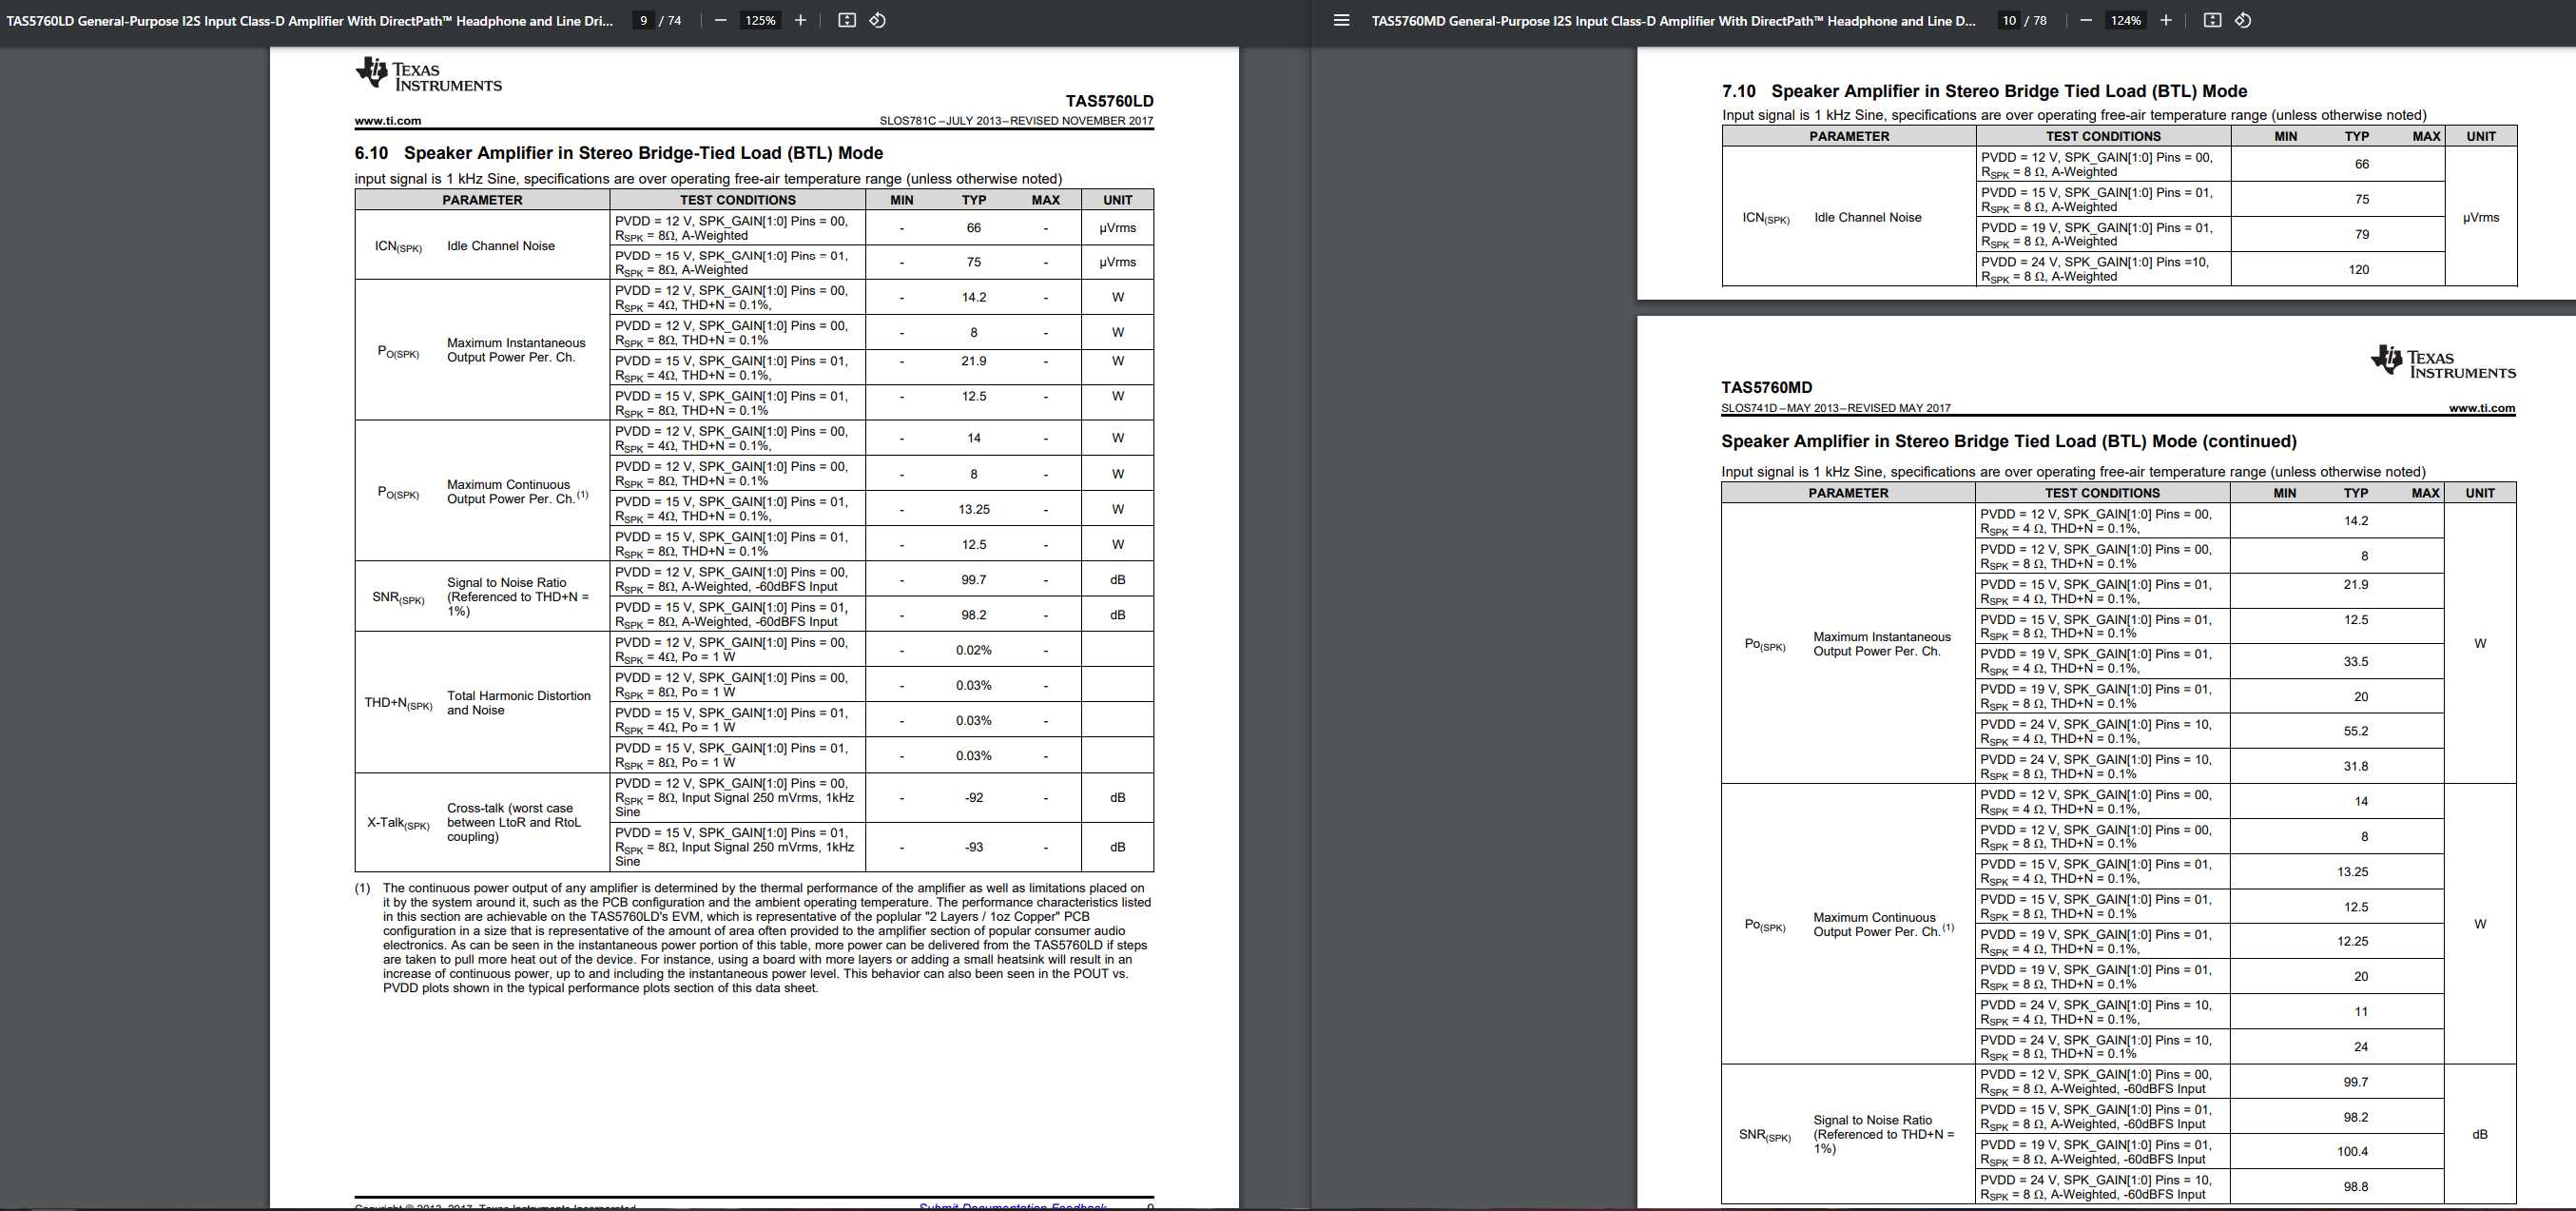 TAS5760LD General-Purpose I2S Input Class-D Amplifier With DirectPath™ Headphone and Line Dri...
9 / 74
125%
TEXAS
INSTRUMENTS
TAS5760LD
www.ti.com
SLOS781C – JULY 2013 – REVISED NOVEMBER 2017
6.10 Speaker Amplifier in Stereo Bridge-Tied Load (BTL) Mode
input signal is 1 kHz Sine, specifications are over operating free-air temperature range (unless otherwise noted)
PARAMETER TEST CONDITIONS MIN TYP MAX UNIT
ICN(SPK) Idle Channel Noise
PVDD = 12 V, SPK_GAIN[1:0] Pins = 00,
RSPK = 8Ω, A-Weighted
- 66 - µVrms
PVDD = 15 V, SPK_GAIN[1:0] Pins = 01,
RSPK = 8Ω, A-Weighted
- 75 - µVrms
PO(SPK) Maximum Instantaneous
Output Power Per. Ch.
PVDD = 12 V, SPK_GAIN[1:0] Pins = 00,
RSPK = 4Ω, THD+N = 0.1%,
- 14.2 - W
PVDD = 12 V, SPK_GAIN[1:0] Pins = 00,
RSPK = 8Ω, THD+N = 0.1%
- 8 - W
PVDD = 15 V, SPK_GAIN[1:0] Pins = 01,
RSPK = 4Ω, THD+N = 0.1%,
- 21.9 - W
PVDD = 15 V, SPK_GAIN[1:0] Pins = 01,
RSPK = 8Ω, THD+N = 0.1%
- 12.5 - W
PO(SPK) Maximum Continuous
Output Power Per. Ch.(1)
PVDD = 12 V, SPK_GAIN[1:0] Pins = 00,
RSPK = 4Ω, THD+N = 0.1%,
- 14 - W
PVDD = 12 V, SPK_GAIN[1:0] Pins = 00,
RSPK = 8Ω, THD+N = 0.1%
- 8 - W
PVDD = 15 V, SPK_GAIN[1:0] Pins = 01,
RSPK = 4Ω, THD+N = 0.1%,
- 13.25 - W
PVDD = 15 V, SPK_GAIN[1:0] Pins = 01,
RSPK = 8Ω, THD+N = 0.1%
- 12.5 - W
SNR(SPK) Signal to Noise Ratio
(Referenced to THD+N =
1%)
PVDD = 12 V, SPK_GAIN[1:0] Pins = 00,
RSPK = 8Ω, A-Weighted, -60dBFS Input
- 99.7 - dB
PVDD = 15 V, SPK_GAIN[1:0] Pins = 01,
RSPK = 8Ω, A-Weighted, -60dBFS Input
- 98.2 - dB
THD+N(SPK) Total Harmonic Distortion
and Noise
PVDD = 12 V, SPK_GAIN[1:0] Pins = 00,
RSPK = 4Ω, Po = 1 W
- 0.02% -
PVDD = 12 V, SPK_GAIN[1:0] Pins = 00,
RSPK = 8Ω, Po = 1 W
- 0.03% -
PVDD = 15 V, SPK_GAIN[1:0] Pins = 01,
RSPK = 4Ω, Po = 1 W
- 0.03% -
PVDD = 15 V, SPK_GAIN[1:0] Pins = 01,
RSPK = 8Ω, Po = 1 W
- 0.03% -
X-Talk(SPK) Cross-talk (worst case
between LtoR and RtoL
coupling)
PVDD = 12 V, SPK_GAIN[1:0] Pins = 00,
RSPK = 8Ω, Input Signal 250 mVrms, 1kHz
Sine
- -92 - dB
PVDD = 15 V, SPK_GAIN[1:0] Pins = 01,
RSPK = 8Ω, Input Signal 250 mVrms, 1kHz
Sine
- -93 - dB
(1) The continuous power output of any amplifier is determined by the thermal performance of the amplifier as well as limitations placed on
it by the system around it, such as the PCB configuration and the ambient operating temperature. The performance characteristics listed
in this section are achievable on the TAS5760LD's EVM, which is representative of the poplular "2 Layers / 1oz Copper" PCB
configuration in a size that is representative of the amount of area often provided to the amplifier section of popular consumer audio
electronics. As can be seen in the instantaneous power portion of this table, more power can be delivered from the TAS5760LD if steps
are taken to pull more heat out of the device. For instance, using a board with more layers or adding a small heatsink will result in an
increase of continuous power, up to and including the instantaneous power level. This behavior can also been seen in the POUT vs.
PVDD plots shown in the typical performance plots section of this data sheet.
Copyright © 2013–2017, Texas Instruments Incorporated
Submit Documentation Feedback
9
TAS5760MD General-Purpose I2S Input Class-D Amplifier With DirectPath™ Headphone and Line D...
10 / 78
124%
7.10 Speaker Amplifier in Stereo Bridge Tied Load (BTL) Mode
Input signal is 1 kHz Sine, specifications are over operating free-air temperature range (unless otherwise noted)
PARAMETER TEST CONDITIONS MIN TYP MAX UNIT
ICN(SPK) Idle Channel Noise
PVDD = 12 V, SPK_GAIN[1:0] Pins = 00,
RSPK = 8 Ω, A-Weighted
66
PVDD = 15 V, SPK_GAIN[1:0] Pins = 01,
RSPK = 8 Ω, A-Weighted
75
PVDD = 19 V, SPK_GAIN[1:0] Pins = 01,
RSPK = 8 Ω, A-Weighted
79
PVDD = 24 V, SPK_GAIN[1:0] Pins =10,
RSPK = 8 Ω, A-Weighted
120
µVrms
TEXAS
INSTRUMENTS
TAS5760MD
SLOS741D – MAY 2013 – REVISED MAY 2017
www.ti.com
Speaker Amplifier in Stereo Bridge Tied Load (BTL) Mode (continued)
Input signal is 1 kHz Sine, specifications are over operating free-air temperature range (unless otherwise noted)
PARAMETER TEST CONDITIONS MIN TYP MAX UNIT
Po(SPK) Maximum Instantaneous
Output Power Per. Ch.
PVDD = 12 V, SPK_GAIN[1:0] Pins = 00,
RSPK = 4 Ω, THD+N = 0.1%,
14.2
PVDD = 12 V, SPK_GAIN[1:0] Pins = 00,
RSPK = 8 Ω, THD+N = 0.1%
8
PVDD = 15 V, SPK_GAIN[1:0] Pins = 01,
RSPK = 4 Ω, THD+N = 0.1%,
21.9
PVDD = 15 V, SPK_GAIN[1:0] Pins = 01,
RSPK = 8 Ω, THD+N = 0.1%
12.5
PVDD = 19 V, SPK_GAIN[1:0] Pins = 01,
RSPK = 4 Ω, THD+N = 0.1%,
33.5
PVDD = 19 V, SPK_GAIN[1:0] Pins = 01,
RSPK = 8 Ω, THD+N = 0.1%
20
PVDD = 24 V, SPK_GAIN[1:0] Pins = 10,
RSPK = 4 Ω, THD+N = 0.1%,
55.2
PVDD = 24 V, SPK_GAIN[1:0] Pins = 10,
RSPK = 8 Ω, THD+N = 0.1%
31.8
W
Po(SPK) Maximum Continuous
Output Power Per. Ch.(1)
PVDD = 12 V, SPK_GAIN[1:0] Pins = 00,
RSPK = 4 Ω, THD+N = 0.1%,
14
PVDD = 12 V, SPK_GAIN[1:0] Pins = 00,
RSPK = 8 Ω, THD+N = 0.1%
8
PVDD = 15 V, SPK_GAIN[1:0] Pins = 01,
RSPK = 4 Ω, THD+N = 0.1%,
13.25
PVDD = 15 V, SPK_GAIN[1:0] Pins = 01,
RSPK = 8 Ω, THD+N = 0.1%
12.5
PVDD = 19 V, SPK_GAIN[1:0] Pins = 01,
RSPK = 4 Ω, THD+N = 0.1%,
12.25
PVDD = 19 V, SPK_GAIN[1:0] Pins = 01,
RSPK = 8 Ω, THD+N = 0.1%
20
PVDD = 24 V, SPK_GAIN[1:0] Pins = 10,
RSPK = 4 Ω, THD+N = 0.1%,
11
PVDD = 24 V, SPK_GAIN[1:0] Pins = 10,
RSPK = 8 Ω, THD+N = 0.1%
24
W
SNR(SPK) Signal to Noise Ratio
(Referenced to THD+N =
1%)
PVDD = 12 V, SPK_GAIN[1:0] Pins = 00,
RSPK = 8 Ω, A-Weighted, -60dBFS Input
99.7
PVDD = 15 V, SPK_GAIN[1:0] Pins = 01,
RSPK = 8 Ω, A-Weighted, -60dBFS Input
98.2
PVDD = 19 V, SPK_GAIN[1:0] Pins = 01,
RSPK = 8 Ω, A-Weighted, -60dBFS Input
100.4
PVDD = 24 V, SPK_GAIN[1:0] Pins = 10,
RSPK = 8 Ω, A-Weighted, -60dBFS Input
98.8
dB